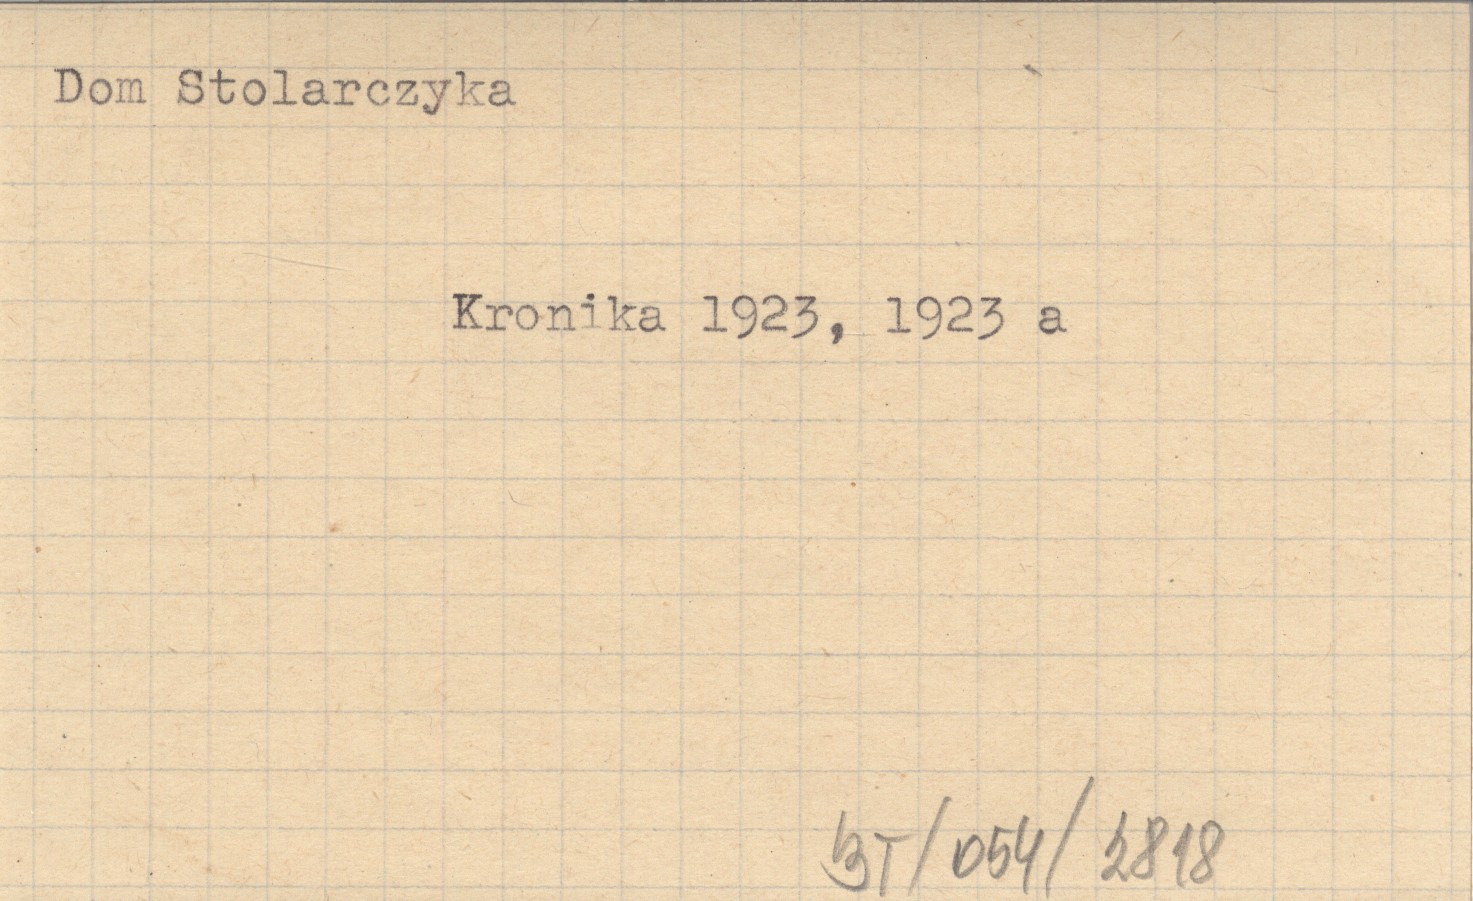 Dom Stolarczyka
Kronika 1923, 1923 a
BT/054/2818